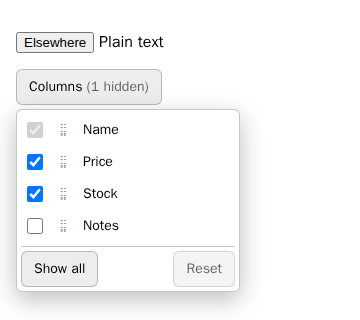 Elsewhere Plain text
Columns (1 hidden)
Name
Price
Stock
Notes
Show all Reset